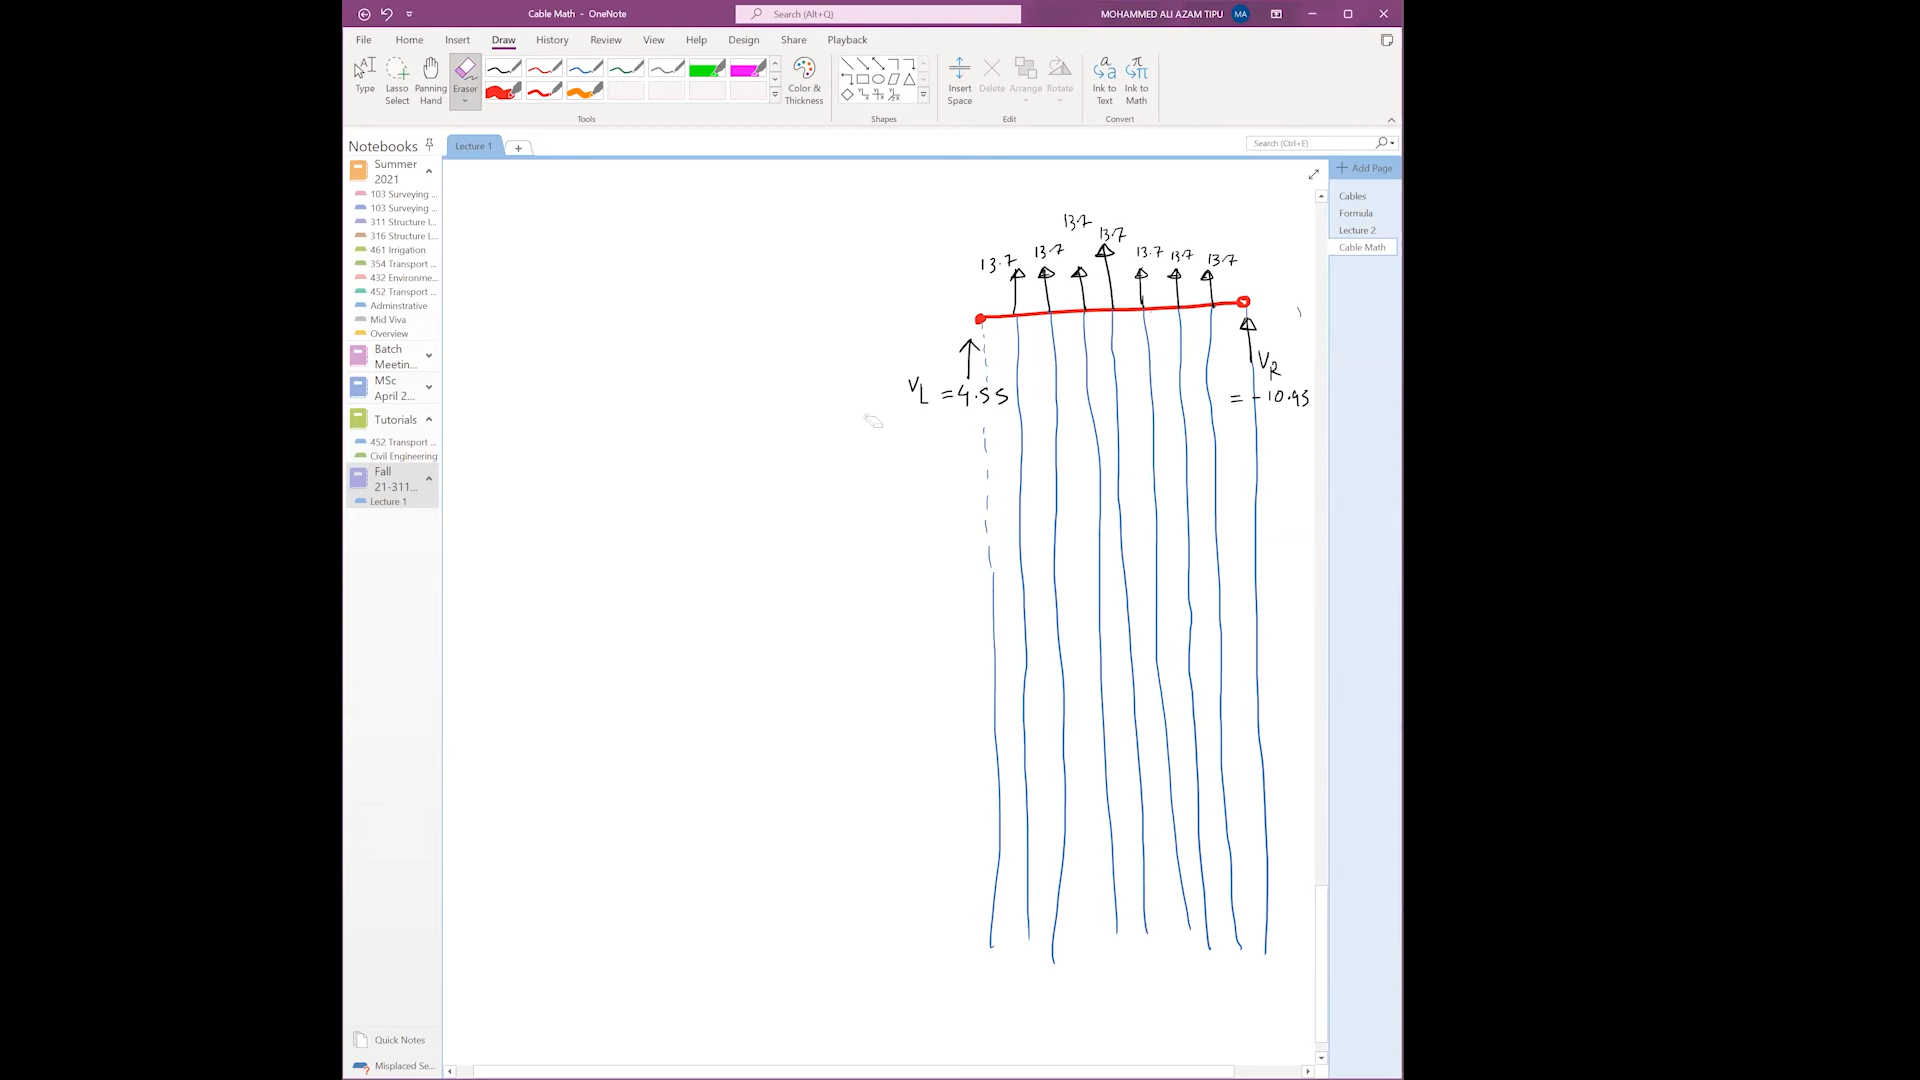 Cable Math - OneNote
Search (Alt+Q)
MOHAMMED ALI AZAM TIPU
MA
File
Home
Insert
Draw
History
Review
View
Help
Design
Share
Playback
Type
Lasso Select
Panning Hand
Eraser
Color & Thickness
Insert Space
Delete
Arrange
Rotate
Ink to Text
Ink to Math
Tools
Shapes
Edit
Convert
Notebooks
Lecture 1
Search (Ctrl+E)
Summer 2021
103 Surveying ...
103 Surveying ...
311 Structure I...
316 Structure L...
461 Irrigation
354 Transport ...
432 Environme...
452 Transport ...
Adminstrative
Mid Viva
Overview
Batch Meetin...
MSc April 2...
Tutorials
452 Transport ...
Civil Engineering
Fall 21-311...
Lecture 1
Quick Notes
Misplaced Se...
Add Page
Cables
Formula
Lecture 2
Cable Math
13.7
13.7
13.7
13.7
13.7
13.7
13.7
VL = 4.55
VR
= -10.95